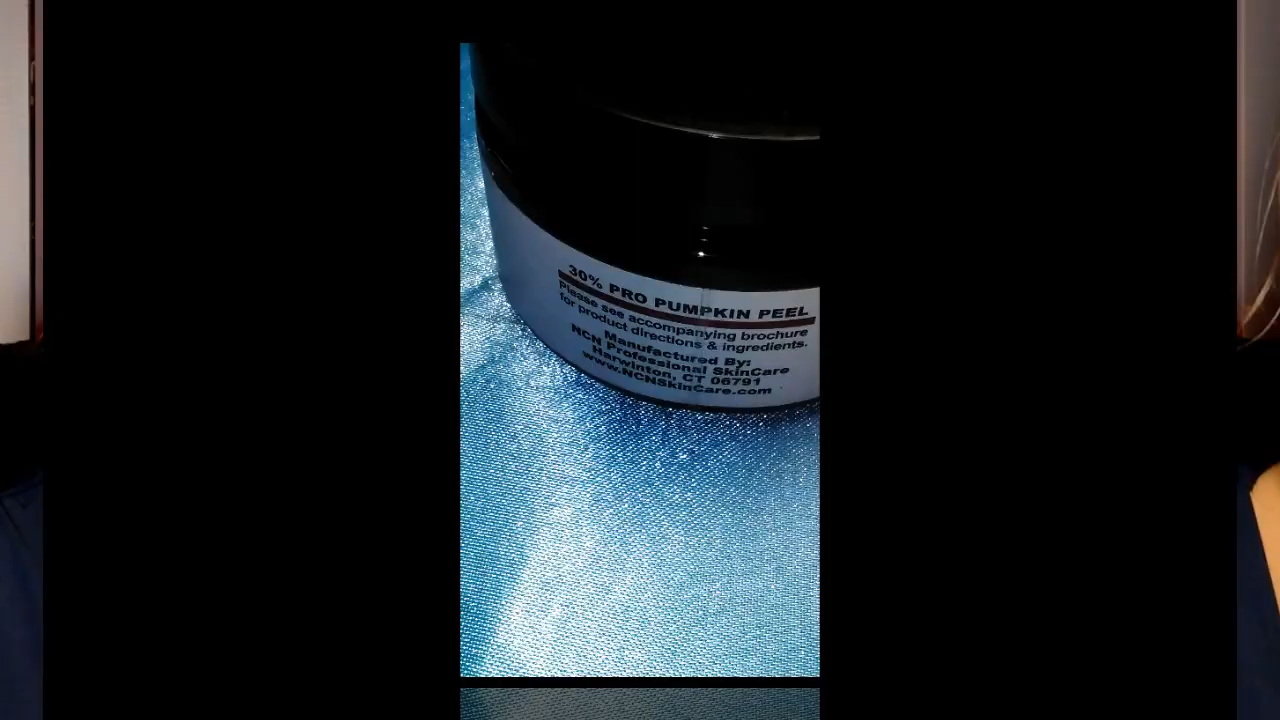 30% PRO PUMPKIN PEEL
Please see accompanying brochure
for product directions & ingredients.
Manufactured By:
NCN Professional SkinCare
Harwinton, CT 06791
www.NCNSkinCare.com